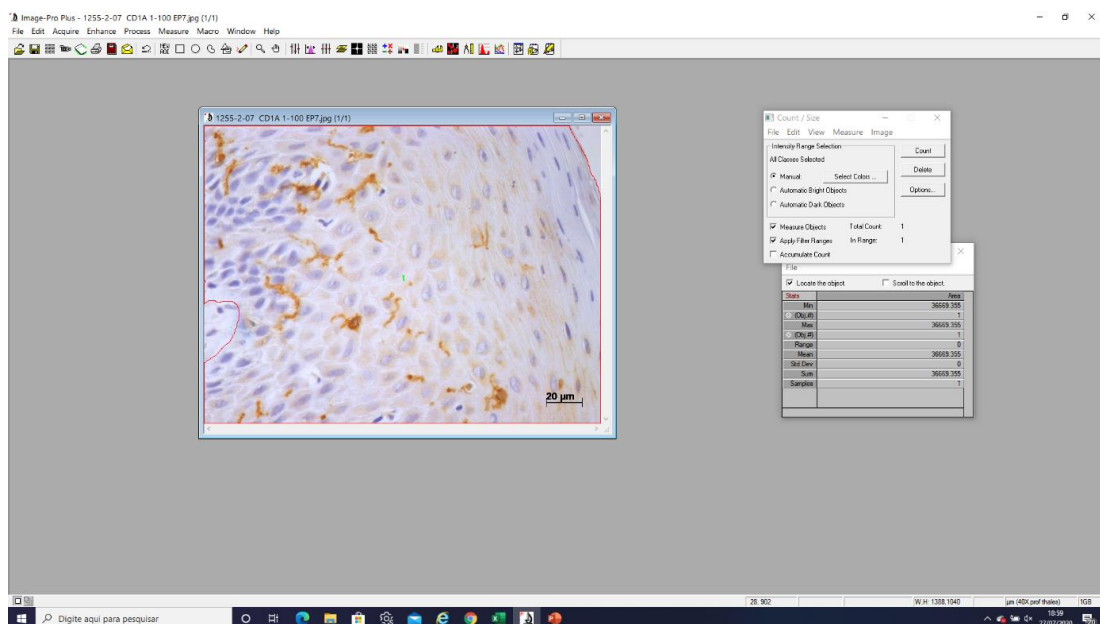 Image-Pro Plus - 1255-2-07 CD1A 1-100 EP7.jpg (1/1)
File Edit Acquire Enhance Process Measure Macro Window Help
1255-2-07 CD1A 1-100 EP7.jpg (1/1)
1
20 µm
Count / Size
File Edit View Measure Image
Intensity Range Selection
All Classes Selected
Manual: Select Colors ...
Automatic Bright Objects
Automatic Dark Objects
Count
Delete
Options...
Measure Objects Total Count: 1
Apply Filter Ranges In Range: 1
Accumulate Count
File
Locate the object Scroll to the object.
Stats Area
Min 36669.355
(Obj.#) 1
Max 36669.355
(Obj.#) 1
Range 0
Mean 36669.355
Std.Dev 0
Sum 36669.355
Samples 1
28, 902 W.H: 1388,1040 µm (40X prof thales) 1GB
Digite aqui para pesquisar
18:59
27/07/2020